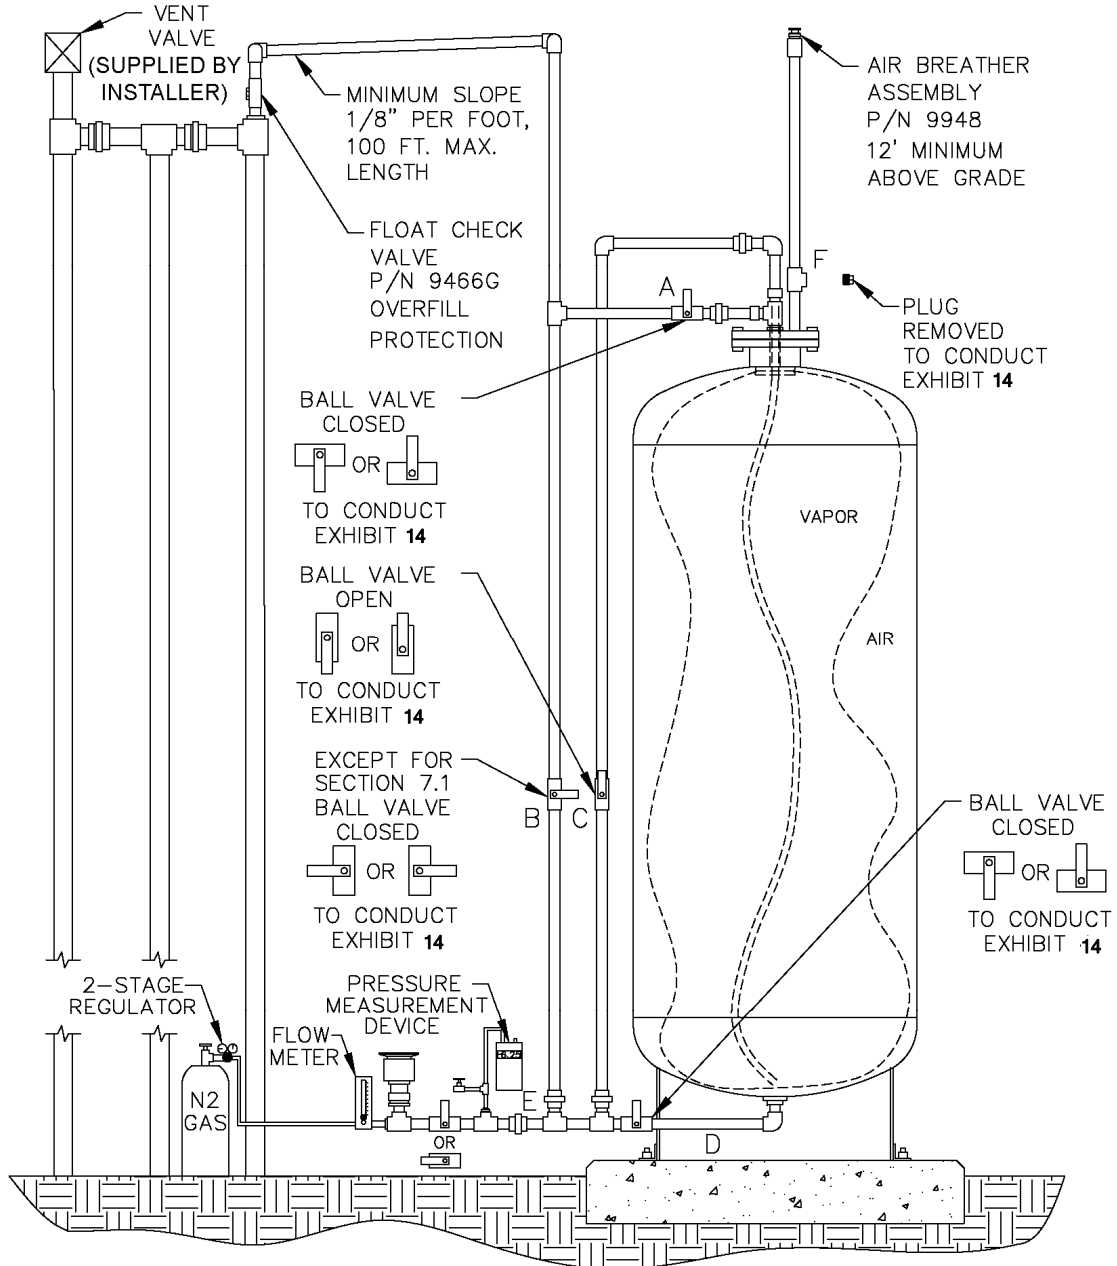 VENT
VALVE
(SUPPLIED BY
INSTALLER)
MINIMUM SLOPE
1/8" PER FOOT,
100 FT. MAX.
LENGTH
AIR BREATHER
ASSEMBLY
P/N 9948
12' MINIMUM
ABOVE GRADE
FLOAT CHECK
VALVE
P/N 9466G
OVERFILL
PROTECTION
F
A
PLUG
REMOVED
TO CONDUCT
EXHIBIT 14
BALL VALVE
CLOSED
OR
TO CONDUCT
EXHIBIT 14
VAPOR
AIR
BALL VALVE
OPEN
OR
TO CONDUCT
EXHIBIT 14
EXCEPT FOR
SECTION 7.1
BALL VALVE
CLOSED
OR
TO CONDUCT
EXHIBIT 14
B
C
BALL VALVE
CLOSED
OR
TO CONDUCT
EXHIBIT 14
2-STAGE
REGULATOR
PRESSURE
MEASUREMENT
DEVICE
FLOW
METER
-6.25
N2
GAS
E
OR
D